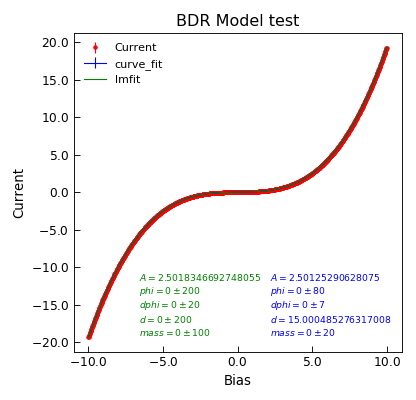 BDR Model test
Current
curve_fit
lmfit
20.0
15.0
10.0
5.0
0.0
−5.0
−10.0
−15.0
−20.0
Current
A = 2.5018346692748055
phi = 0 ± 200
dphi = 0 ± 20
d = 0 ± 200
mass = 0 ± 100
A = 2.50125290628075
phi = 0 ± 80
dphi = 0 ± 7
d = 15.000485276317008
mass = 0 ± 20
−10.0 −5.0 0.0 5.0 10.0
Bias